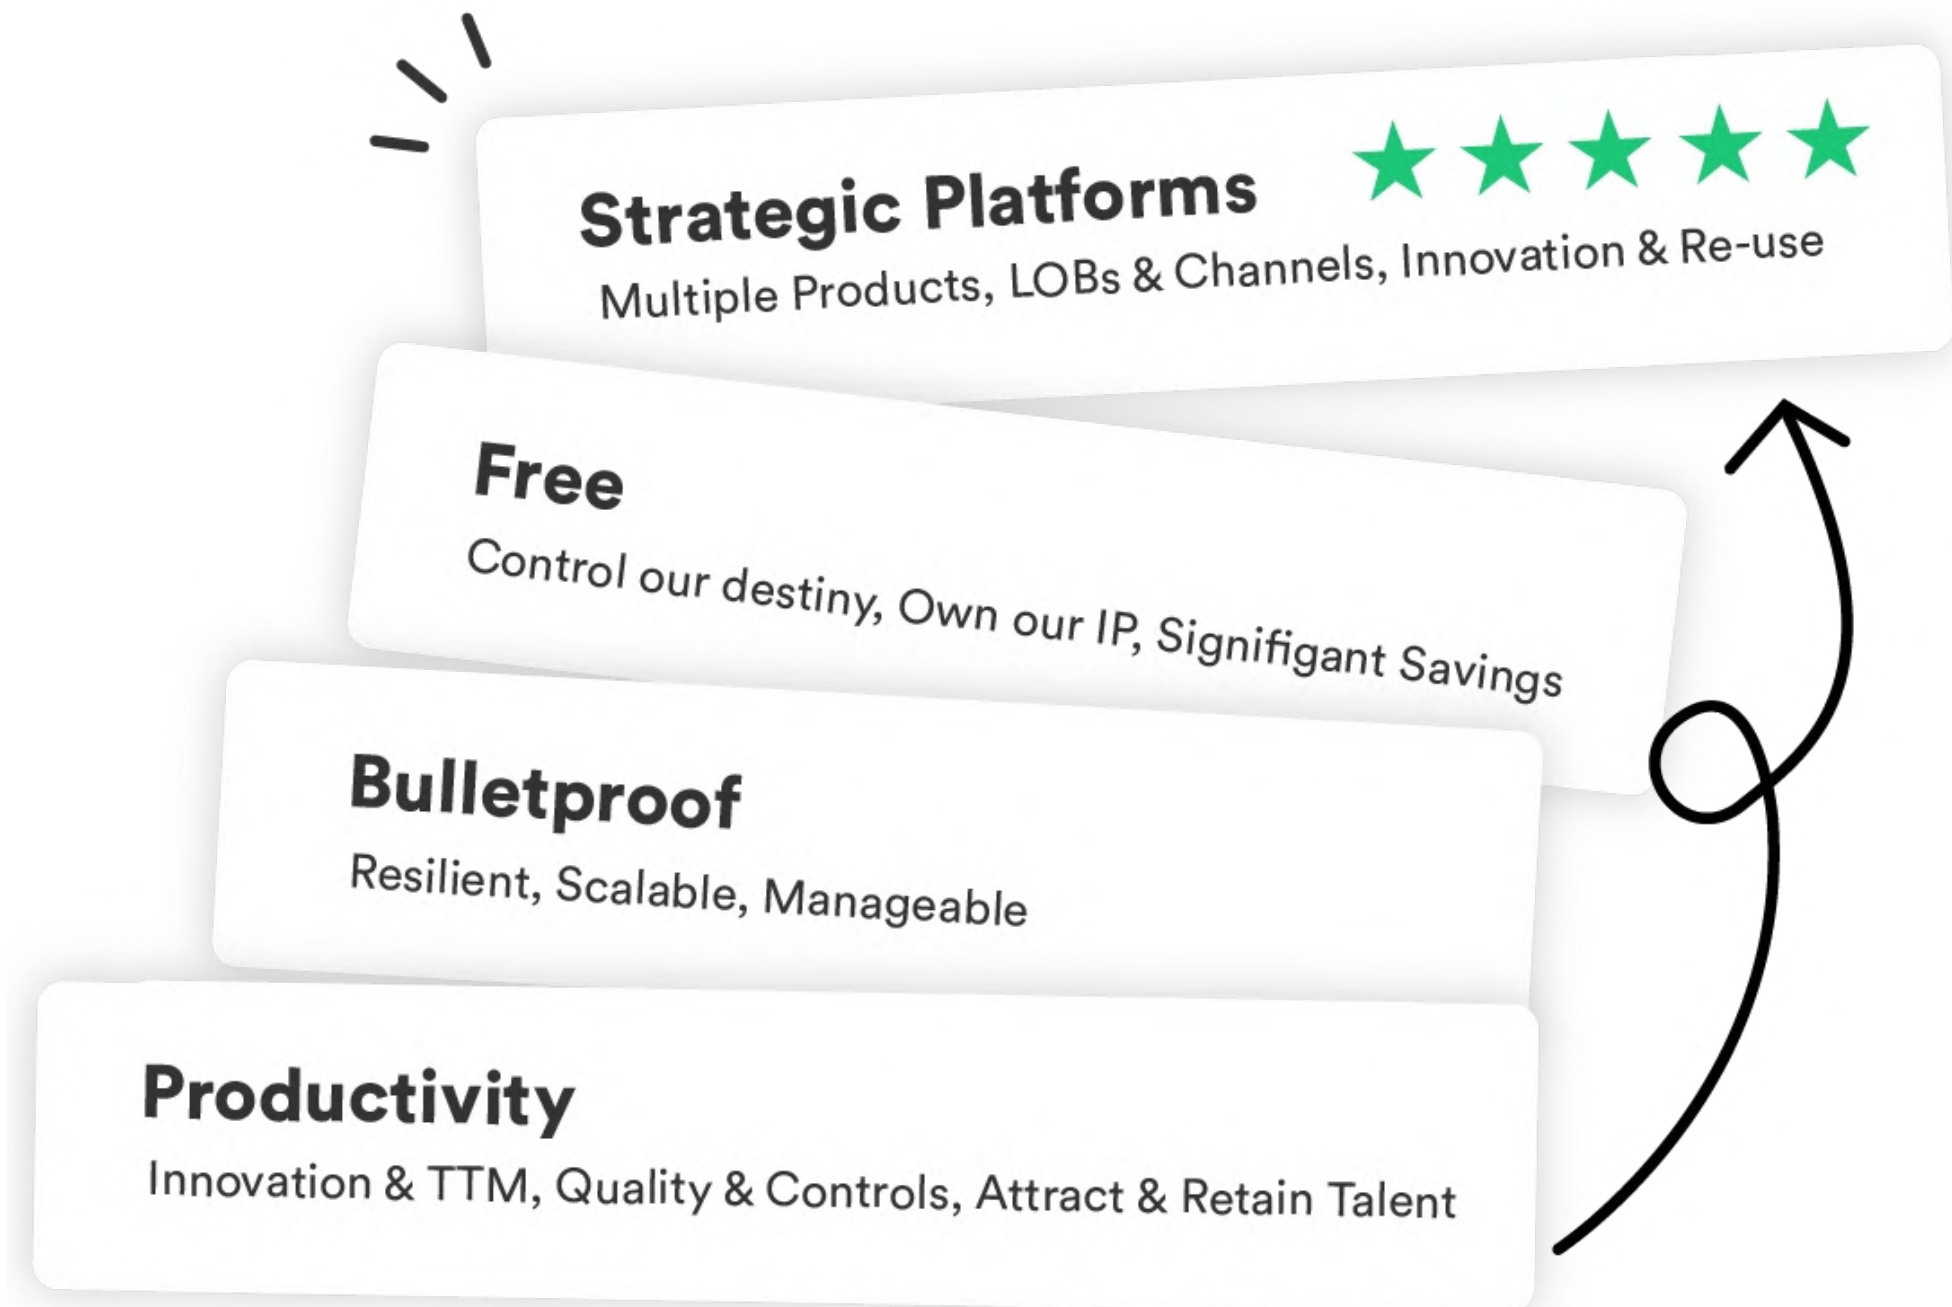 Strategic Platforms
Multiple Products, LOBs & Channels, Innovation & Re-use
Free
Control our destiny, Own our IP, Signifigant Savings
Bulletproof
Resilient, Scalable, Manageable
Productivity
Innovation & TTM, Quality & Controls, Attract & Retain Talent